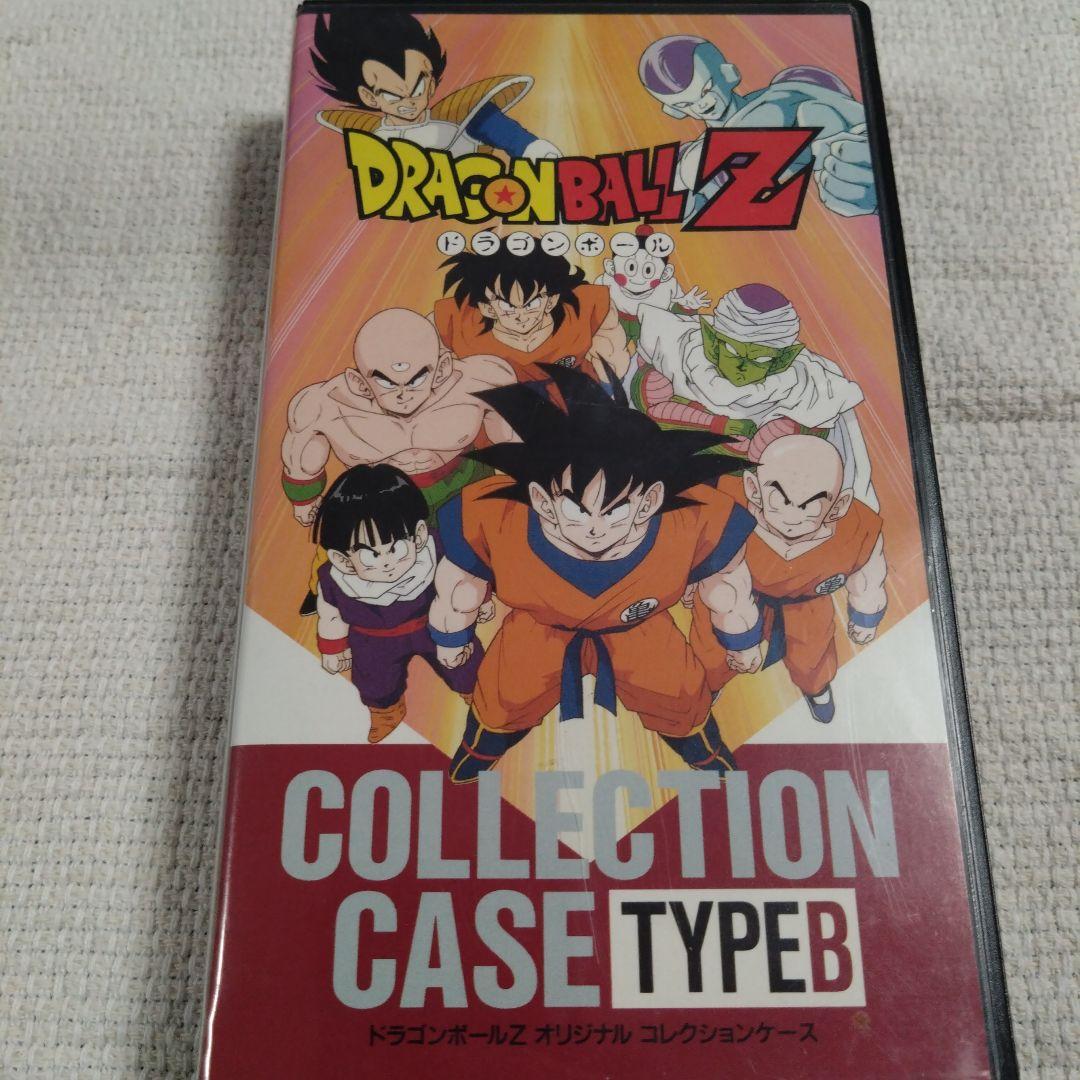 DRAGON BALL Z
ドラゴンボール
COLLECTION
CASE TYPE B
ドラゴンボールZ オリジナル コレクションケース